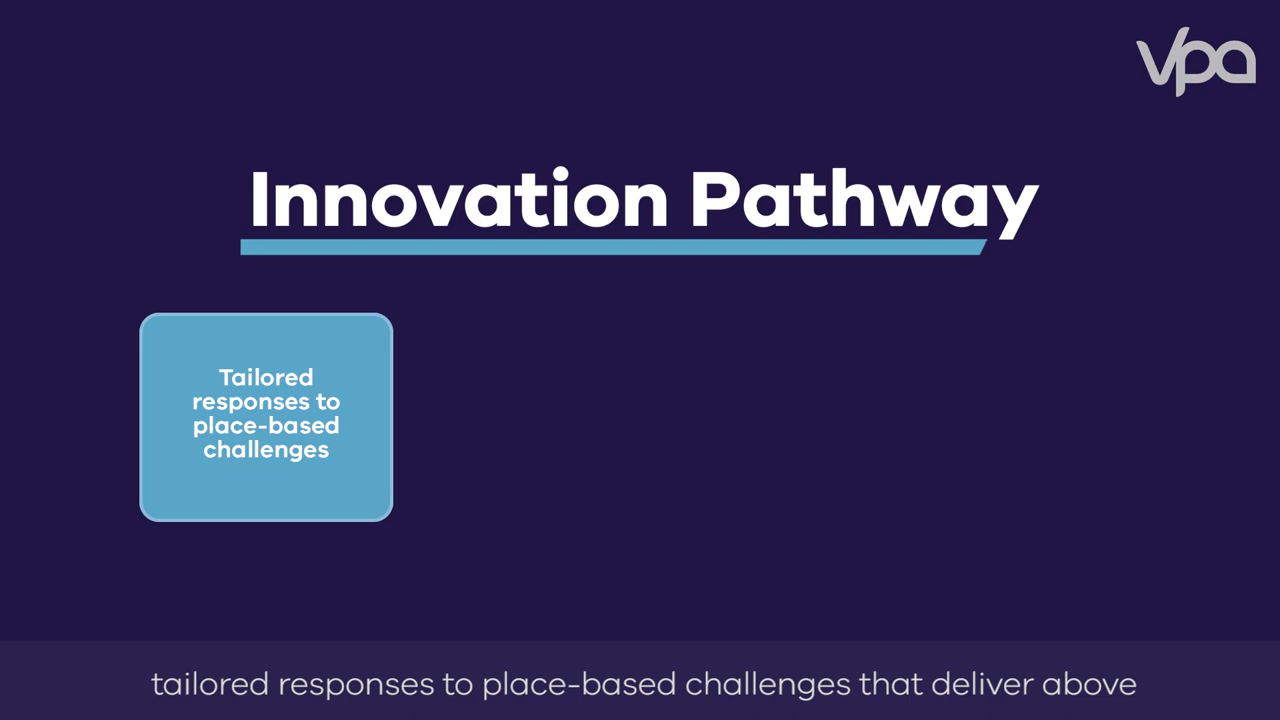 vpa
Innovation Pathway
Tailored
responses to
place-based
challenges
tailored responses to place-based challenges that deliver above